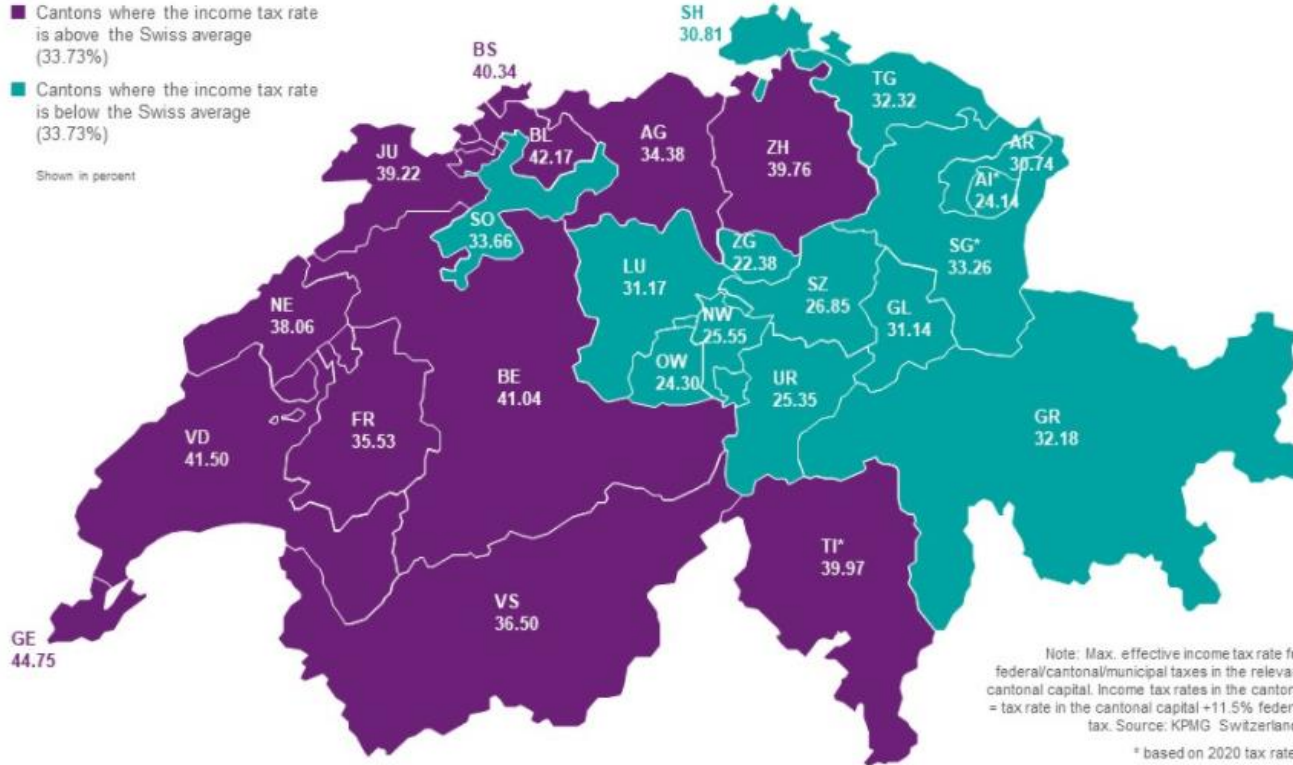 Cantons where the income tax rate
is above the Swiss average
(33.73%)
Cantons where the income tax rate
is below the Swiss average
(33.73%)
Shown in percent
SH
30.81
BS
40.34
TG
32.32
BL
42.17
AG
34.38
ZH
39.76
AR
30.74
JU
39.22
AI*
24.14
SO
33.66
ZG
22.38
SG*
33.26
LU
31.17
SZ
26.85
NE
38.06
NW
25.55
GL
31.14
OW
24.30
BE
41.04
UR
25.35
FR
35.53
GR
32.18
VD
41.50
TI*
39.97
VS
36.50
GE
44.75
Note: Max. effective income tax rate
federal/cantonal/municipal taxes in the
cantonal capital. Income tax rates in the
= tax rate in the cantonal capital +11.5%
tax. Source: KPMG Switzerland
* based on 2020 tax rate